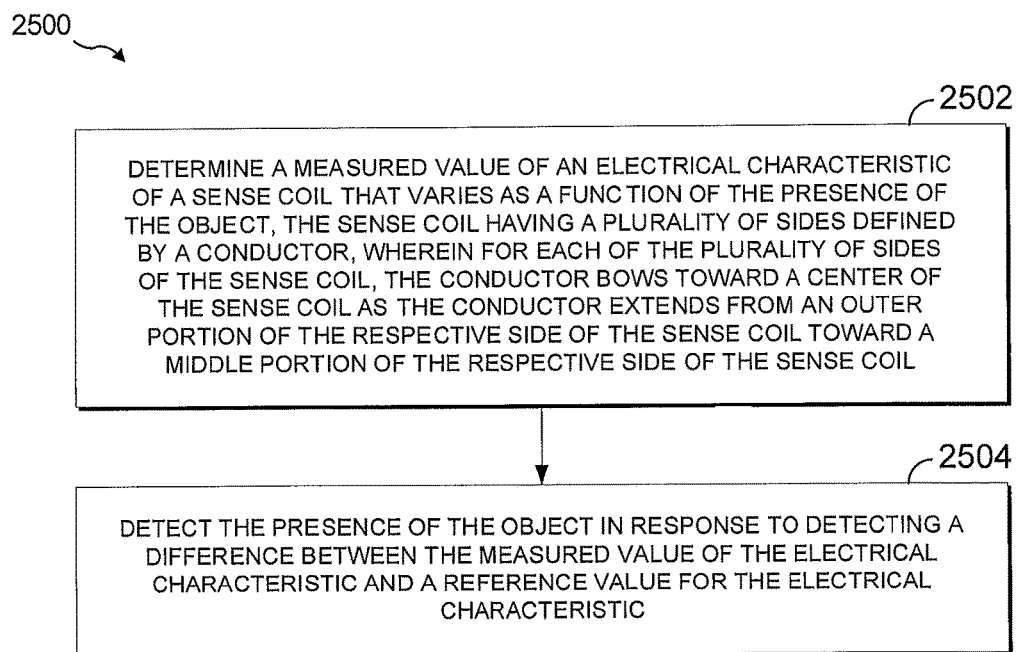 2500
2502
DETERMINE A MEASURED VALUE OF AN ELECTRICAL CHARACTERISTIC
OF A SENSE COIL THAT VARIES AS A FUNCTION OF THE PRESENCE OF
THE OBJECT, THE SENSE COIL HAVING A PLURALITY OF SIDES DEFINED
BY A CONDUCTOR, WHEREIN FOR EACH OF THE PLURALITY OF SIDES
OF THE SENSE COIL, THE CONDUCTOR BOWS TOWARD A CENTER OF
THE SENSE COIL AS THE CONDUCTOR EXTENDS FROM AN OUTER
PORTION OF THE RESPECTIVE SIDE OF THE SENSE COIL TOWARD A
MIDDLE PORTION OF THE RESPECTIVE SIDE OF THE SENSE COIL
2504
DETECT THE PRESENCE OF THE OBJECT IN RESPONSE TO DETECTING A
DIFFERENCE BETWEEN THE MEASURED VALUE OF THE ELECTRICAL
CHARACTERISTIC AND A REFERENCE VALUE FOR THE ELECTRICAL
CHARACTERISTIC